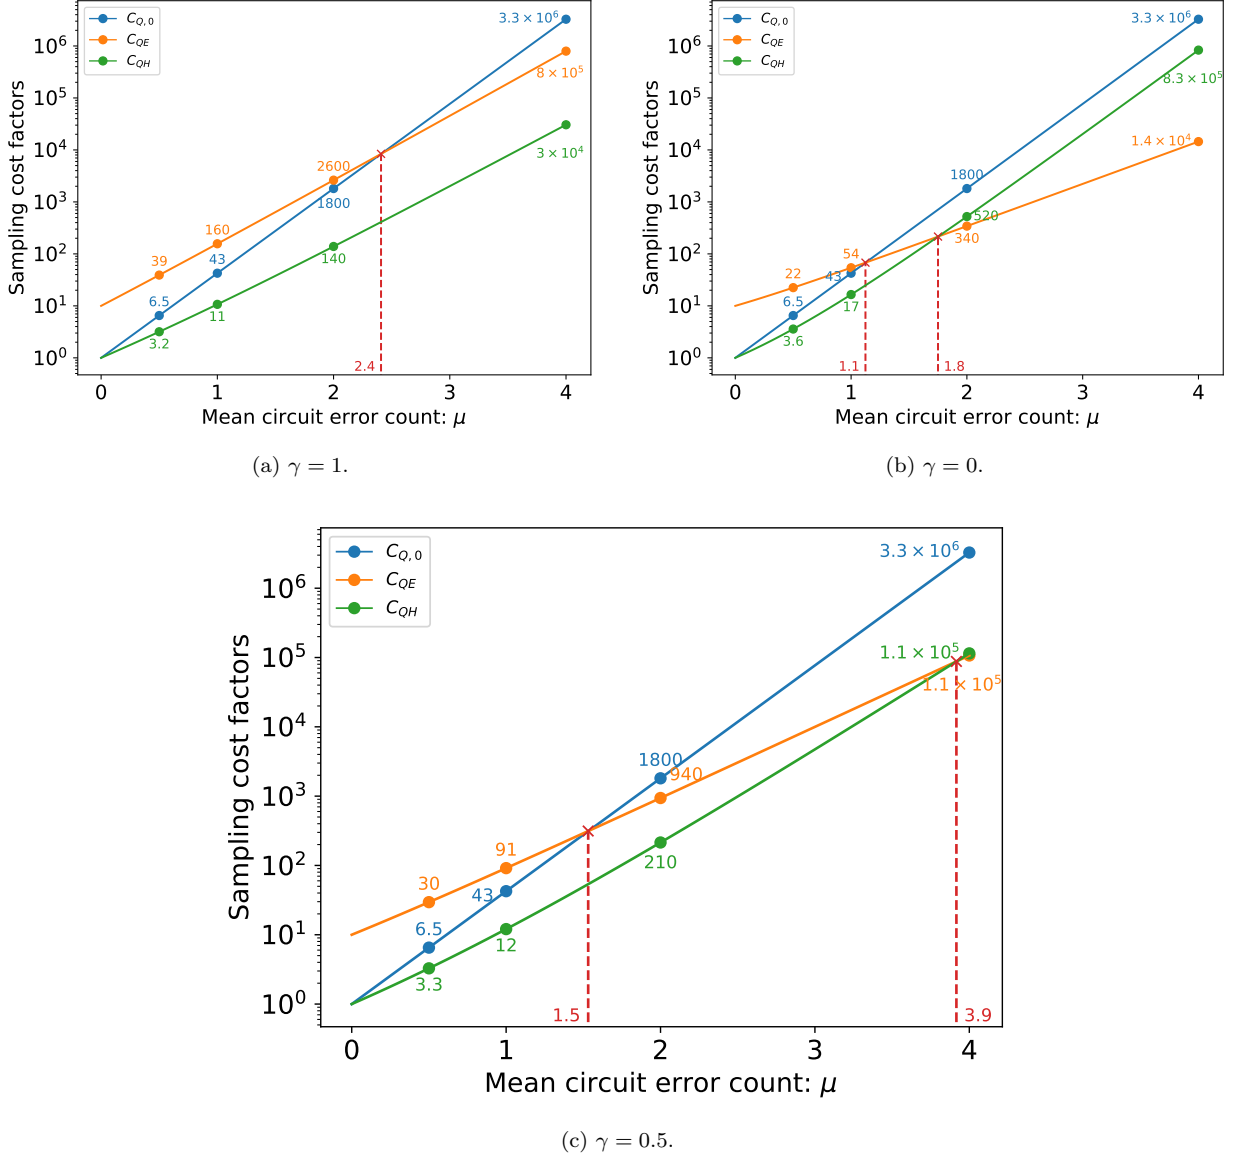 C_{Q,0}
C_{QE}
C_{QH}
3.3 × 10^6
8 × 10^5
3 × 10^4
2600
1800
140
160
43
11
39
6.5
3.2
2.4
10^6
10^5
10^4
10^3
10^2
10^1
10^0
Sampling cost factors
0 1 2 3 4
Mean circuit error count: μ
(a) γ = 1.
C_{Q,0}
C_{QE}
C_{QH}
3.3 × 10^6
8.3 × 10^5
1.4 × 10^4
1800
520
340
54
43
17
22
6.5
3.6
1.1
1.8
10^6
10^5
10^4
10^3
10^2
10^1
10^0
Sampling cost factors
0 1 2 3 4
Mean circuit error count: μ
(b) γ = 0.
C_{Q,0}
C_{QE}
C_{QH}
3.3 × 10^6
1.1 × 10^5
1.1 × 10^5
1800
940
210
91
43
12
30
6.5
3.3
1.5
3.9
10^6
10^5
10^4
10^3
10^2
10^1
10^0
Sampling cost factors
0 1 2 3 4
Mean circuit error count: μ
(c) γ = 0.5.